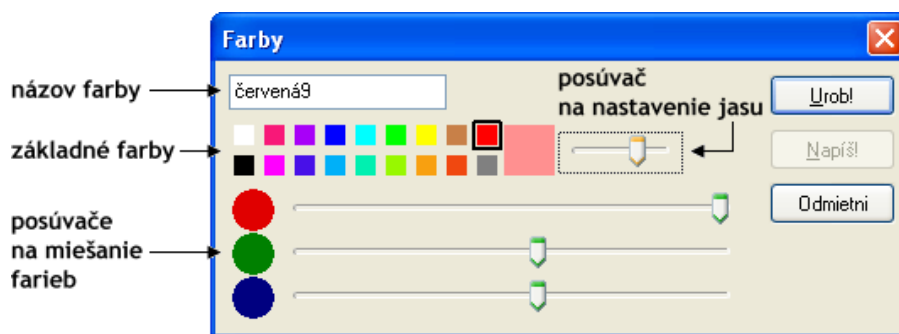 Farby
názov farby
červená9
posúvač
na nastavenie jasu
Urob!
základné farby
Napíš!
Odmietni
posúvače
na miešanie
farieb